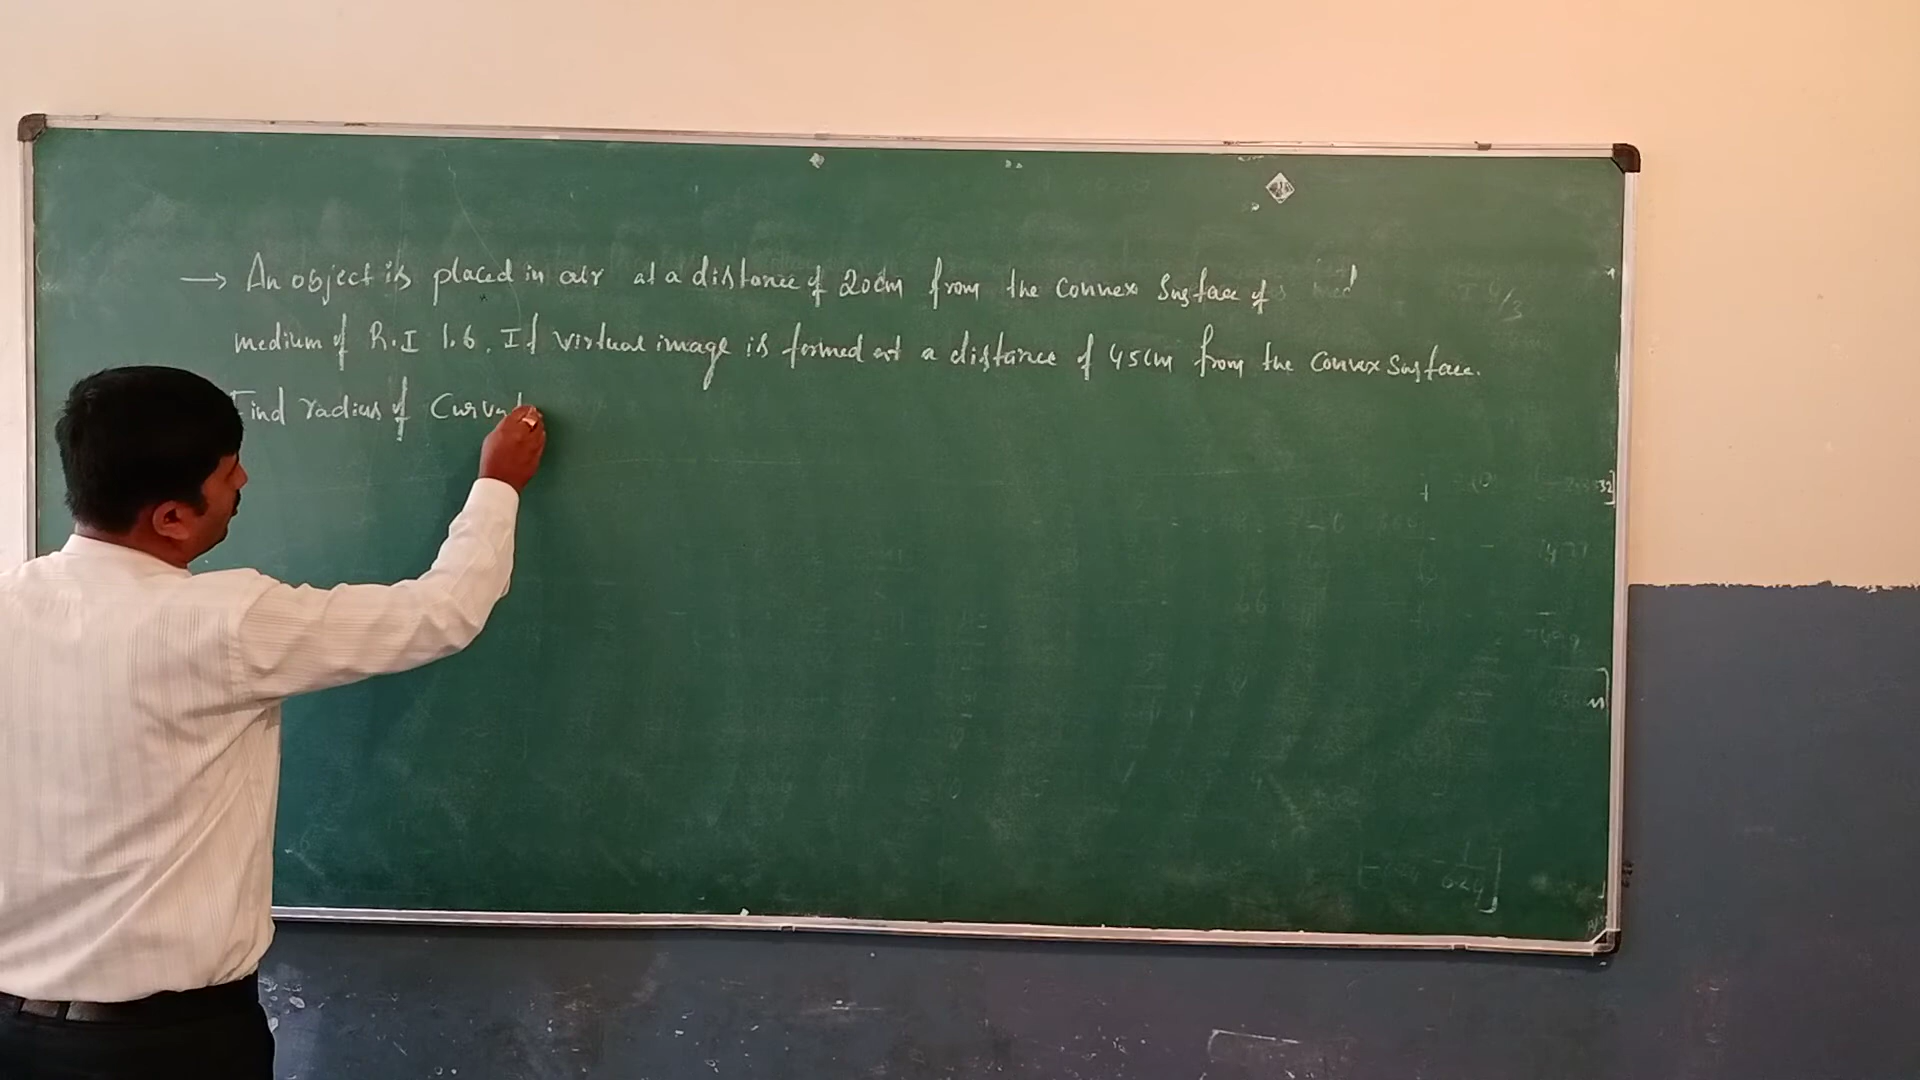 → An object is placed in air at a distance of 20cm from the convex Surface of
medium of R.I 1.6. If virtual image is formed at a distance of 45cm from the Convex Surface.
Find radius of Curvat